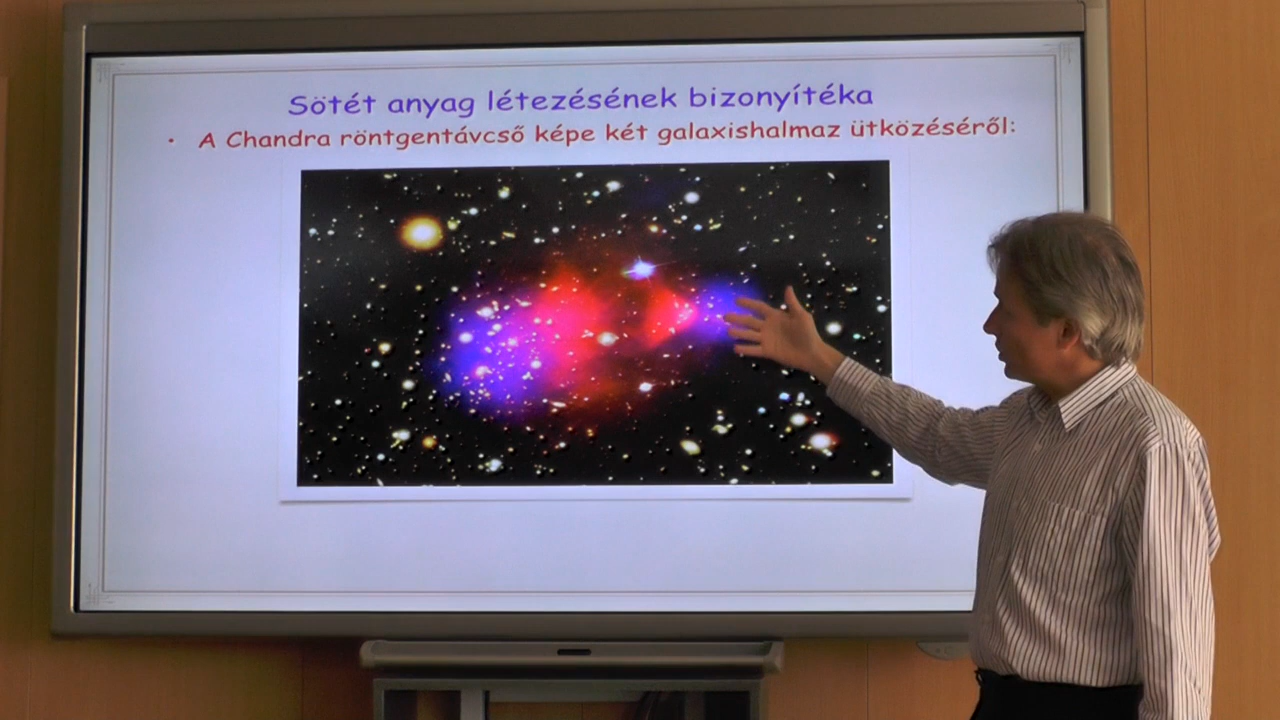 Sötét anyag létezésének bizonyítéka
• A Chandra röntgentávcső képe két galaxishalmaz ütközéséről: